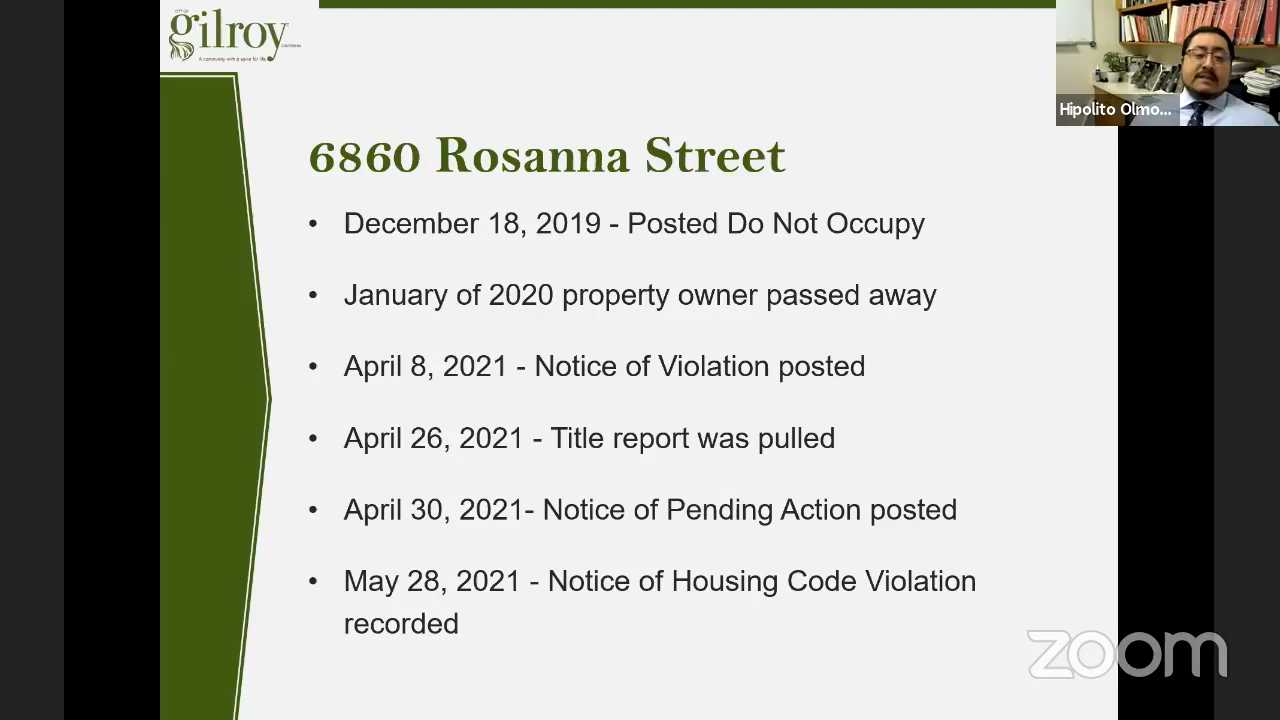 CITY OF
gilroy
CALIFORNIA
A community with a spice for life
Hipolito Olmo...
6860 Rosanna Street
• December 18, 2019 - Posted Do Not Occupy
• January of 2020 property owner passed away
• April 8, 2021 - Notice of Violation posted
• April 26, 2021 - Title report was pulled
• April 30, 2021- Notice of Pending Action posted
• May 28, 2021 - Notice of Housing Code Violation
recorded
zoom